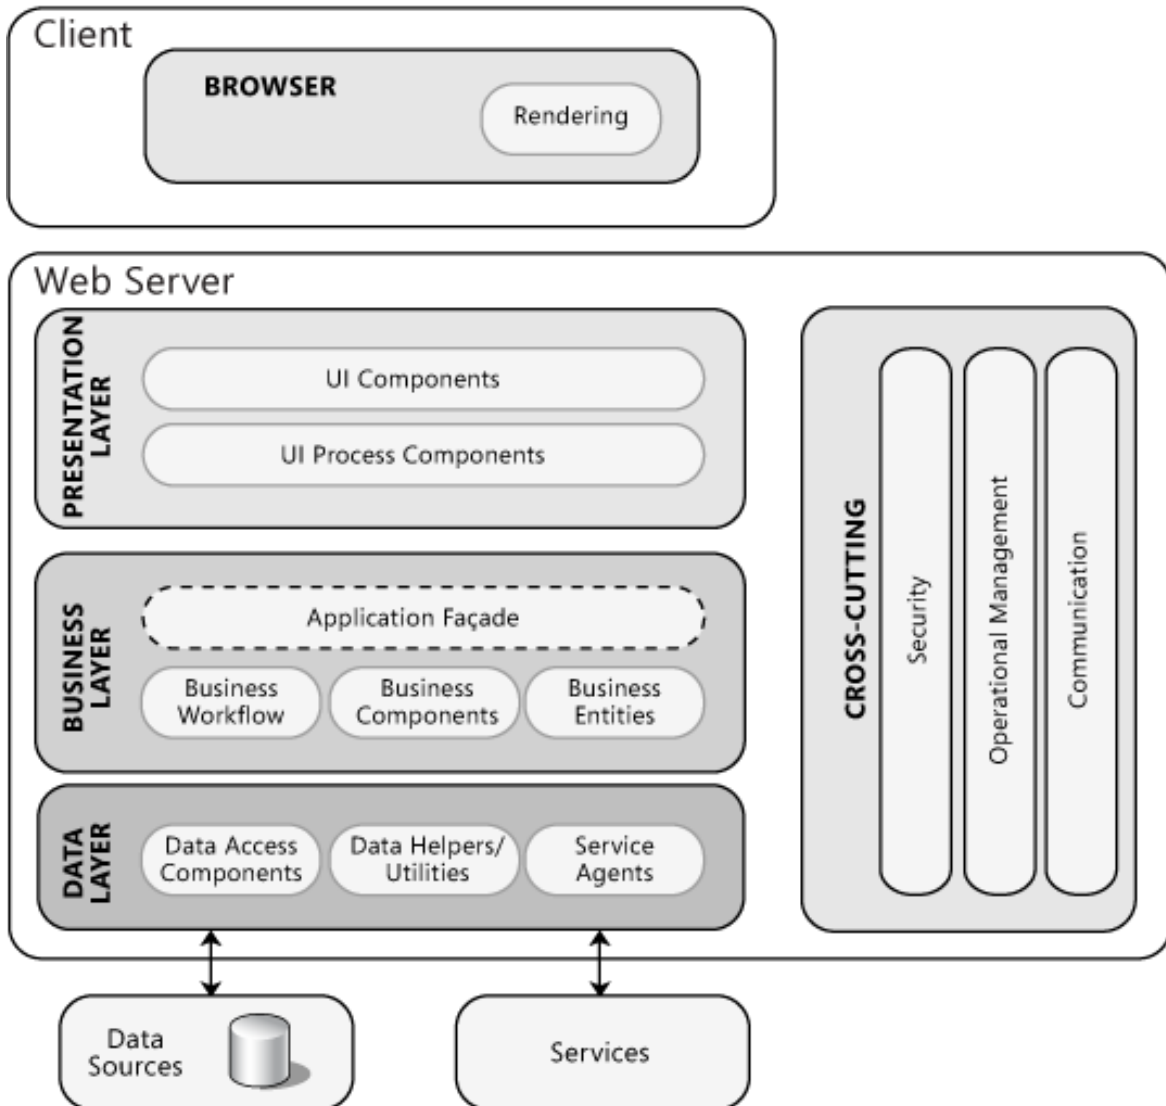 Client
BROWSER
Rendering
Web Server
PRESENTATION
LAYER
UI Components
UI Process Components
BUSINESS
LAYER
Application Façade
Business
Workflow
Business
Components
Business
Entities
DATA
LAYER
Data Access
Components
Data Helpers/
Utilities
Service
Agents
CROSS-CUTTING
Security
Operational Management
Communication
Data
Sources
Services